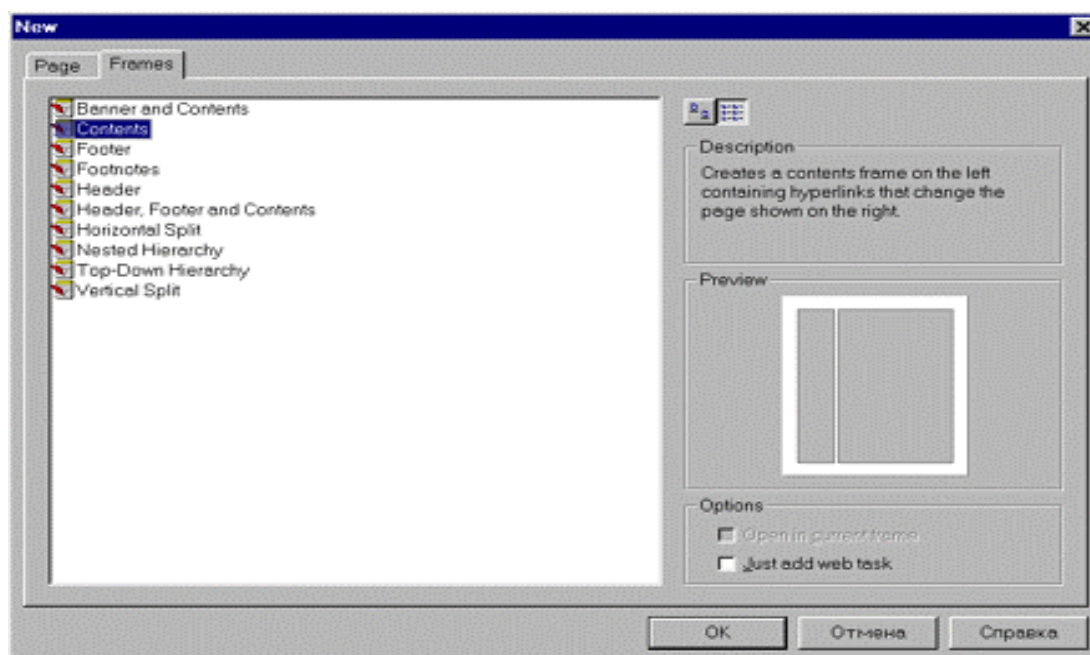 New
Page
Frames
Banner and Contents
Contents
Footer
Footnotes
Header
Header, Footer and Contents
Horizontal Split
Nested Hierarchy
Top-Down Hierarchy
Vertical Split
Description
Creates a contents frame on the left
containing hyperlinks that change the
page shown on the right.
Preview
Options
Open in current frame
Just add web task
OK
Отмена
Справка